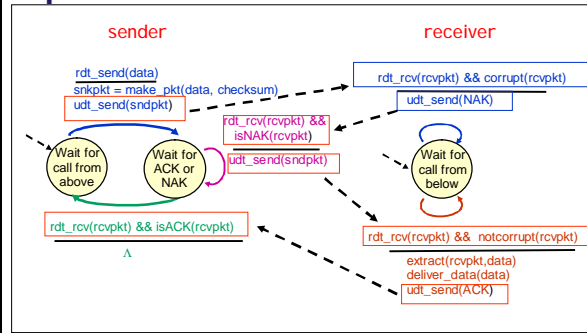 sender
receiver
rdt_send(data)
snkpt = make_pkt(data, checksum)
udt_send(sndpkt)
rdt_rcv(rcvpkt) && corrupt(rcvpkt)
udt_send(NAK)
rdt_rcv(rcvpkt) &&
isNAK(rcvpkt)
udt_send(sndpkt)
Wait for
call from
above
Wait for
ACK or
NAK
Wait for
call from
below
rdt_rcv(rcvpkt) && isACK(rcvpkt)
Λ
rdt_rcv(rcvpkt) && notcorrupt(rcvpkt)
extract(rcvpkt,data)
deliver_data(data)
udt_send(ACK)